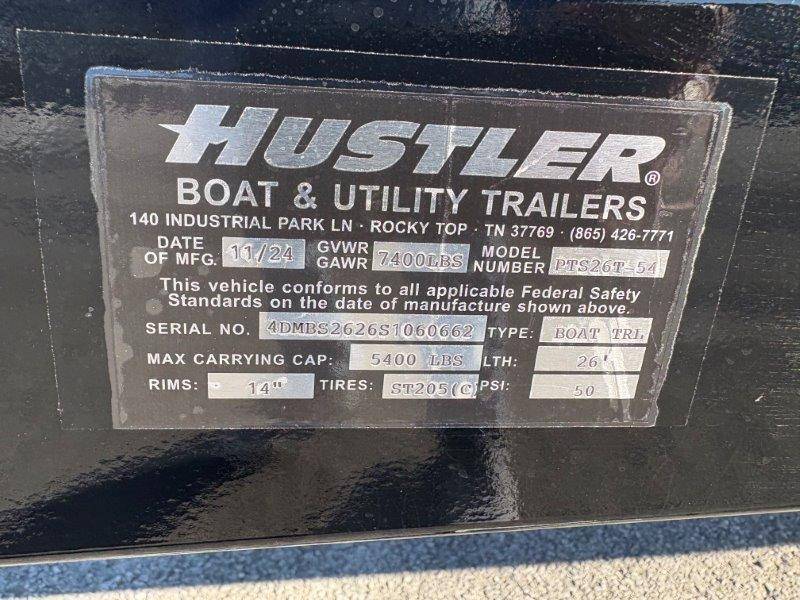 HUSTLER®
BOAT & UTILITY TRAILERS
140 INDUSTRIAL PARK LN · ROCKY TOP · TN 37769 · (865) 426-7771
DATE OF MFG. 11/24 GVWR GAWR 7400LBS MODEL NUMBER PTS26T-54
This vehicle conforms to all applicable Federal Safety
Standards on the date of manufacture shown above.
SERIAL NO. 4DMBS2626S1060662 TYPE: BOAT TRL
MAX CARRYING CAP: 5400 LBS LTH: 26'
RIMS: 14" TIRES: ST205(C) PSI: 50